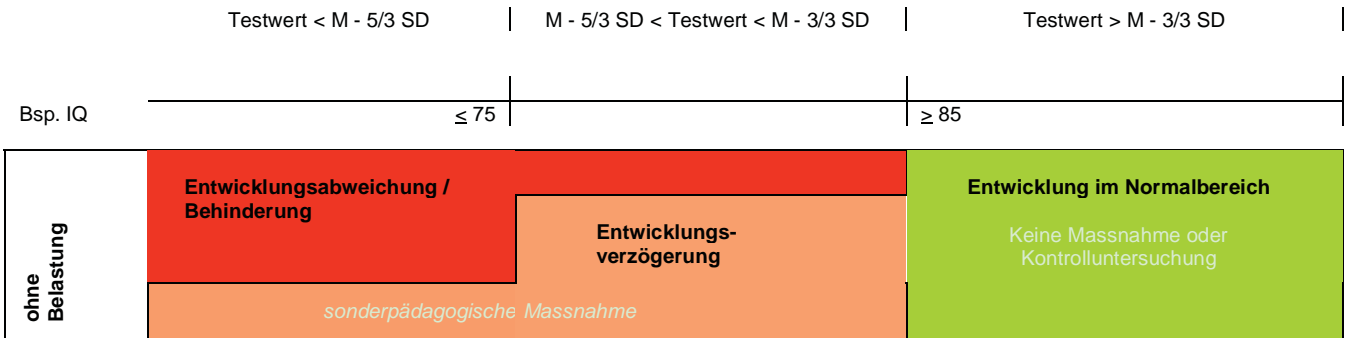 Testwert < M - 5/3 SD
M - 5/3 SD < Testwert < M - 3/3 SD
Testwert > M - 3/3 SD
Bsp. IQ
≤ 75
≥ 85
ohne
Belastung
Entwicklungsabweichung /
Behinderung
Entwicklungs-
verzögerung
Entwicklung im Normalbereich
Keine Massnahme oder
Kontrolluntersuchung
sonderpädagogische Massnahme